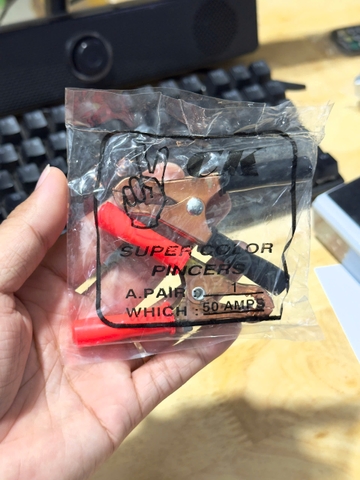 SUPER COLOR
PINCERS
A.PAIR : 1
WHICH : 50 AMPS